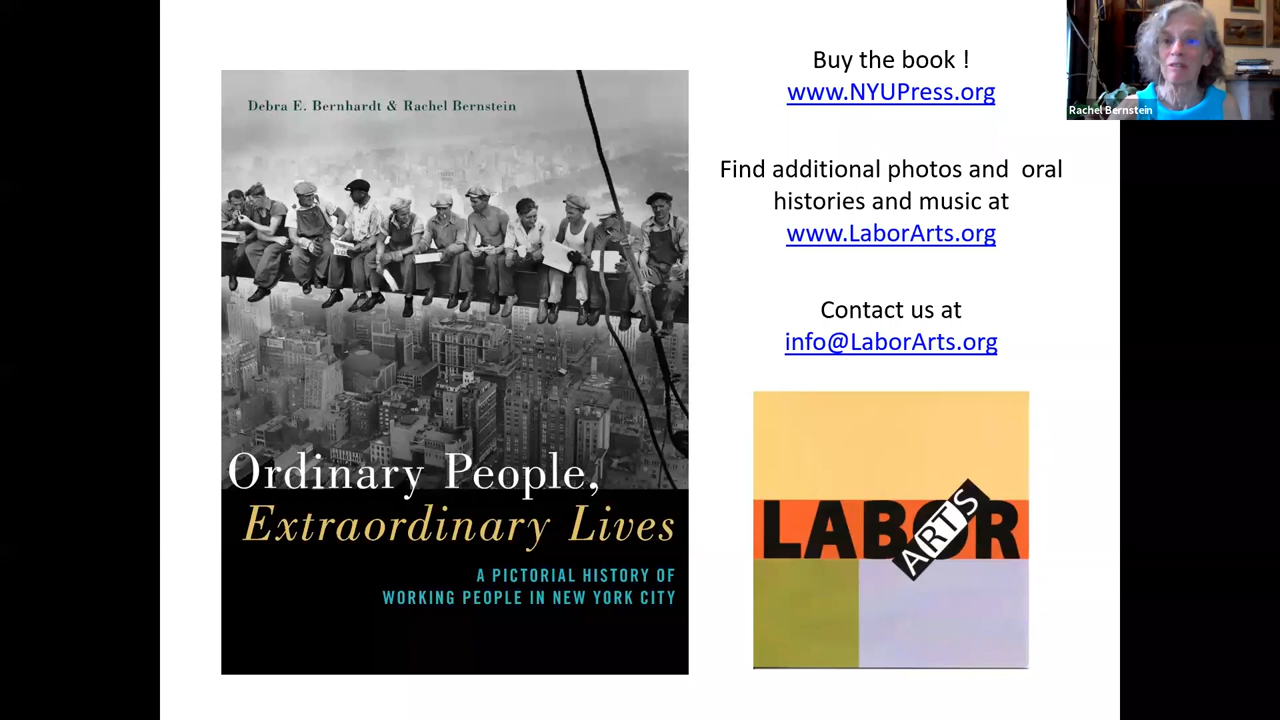 Debra E. Bernhardt & Rachel Bernstein
Ordinary People,
Extraordinary Lives
A PICTORIAL HISTORY OF
WORKING PEOPLE IN NEW YORK CITY
Buy the book !
www.NYUPress.org
Find additional photos and oral
histories and music at
www.LaborArts.org
Contact us at
info@LaborArts.org
LABOR
ARTS
Rachel Bernstein